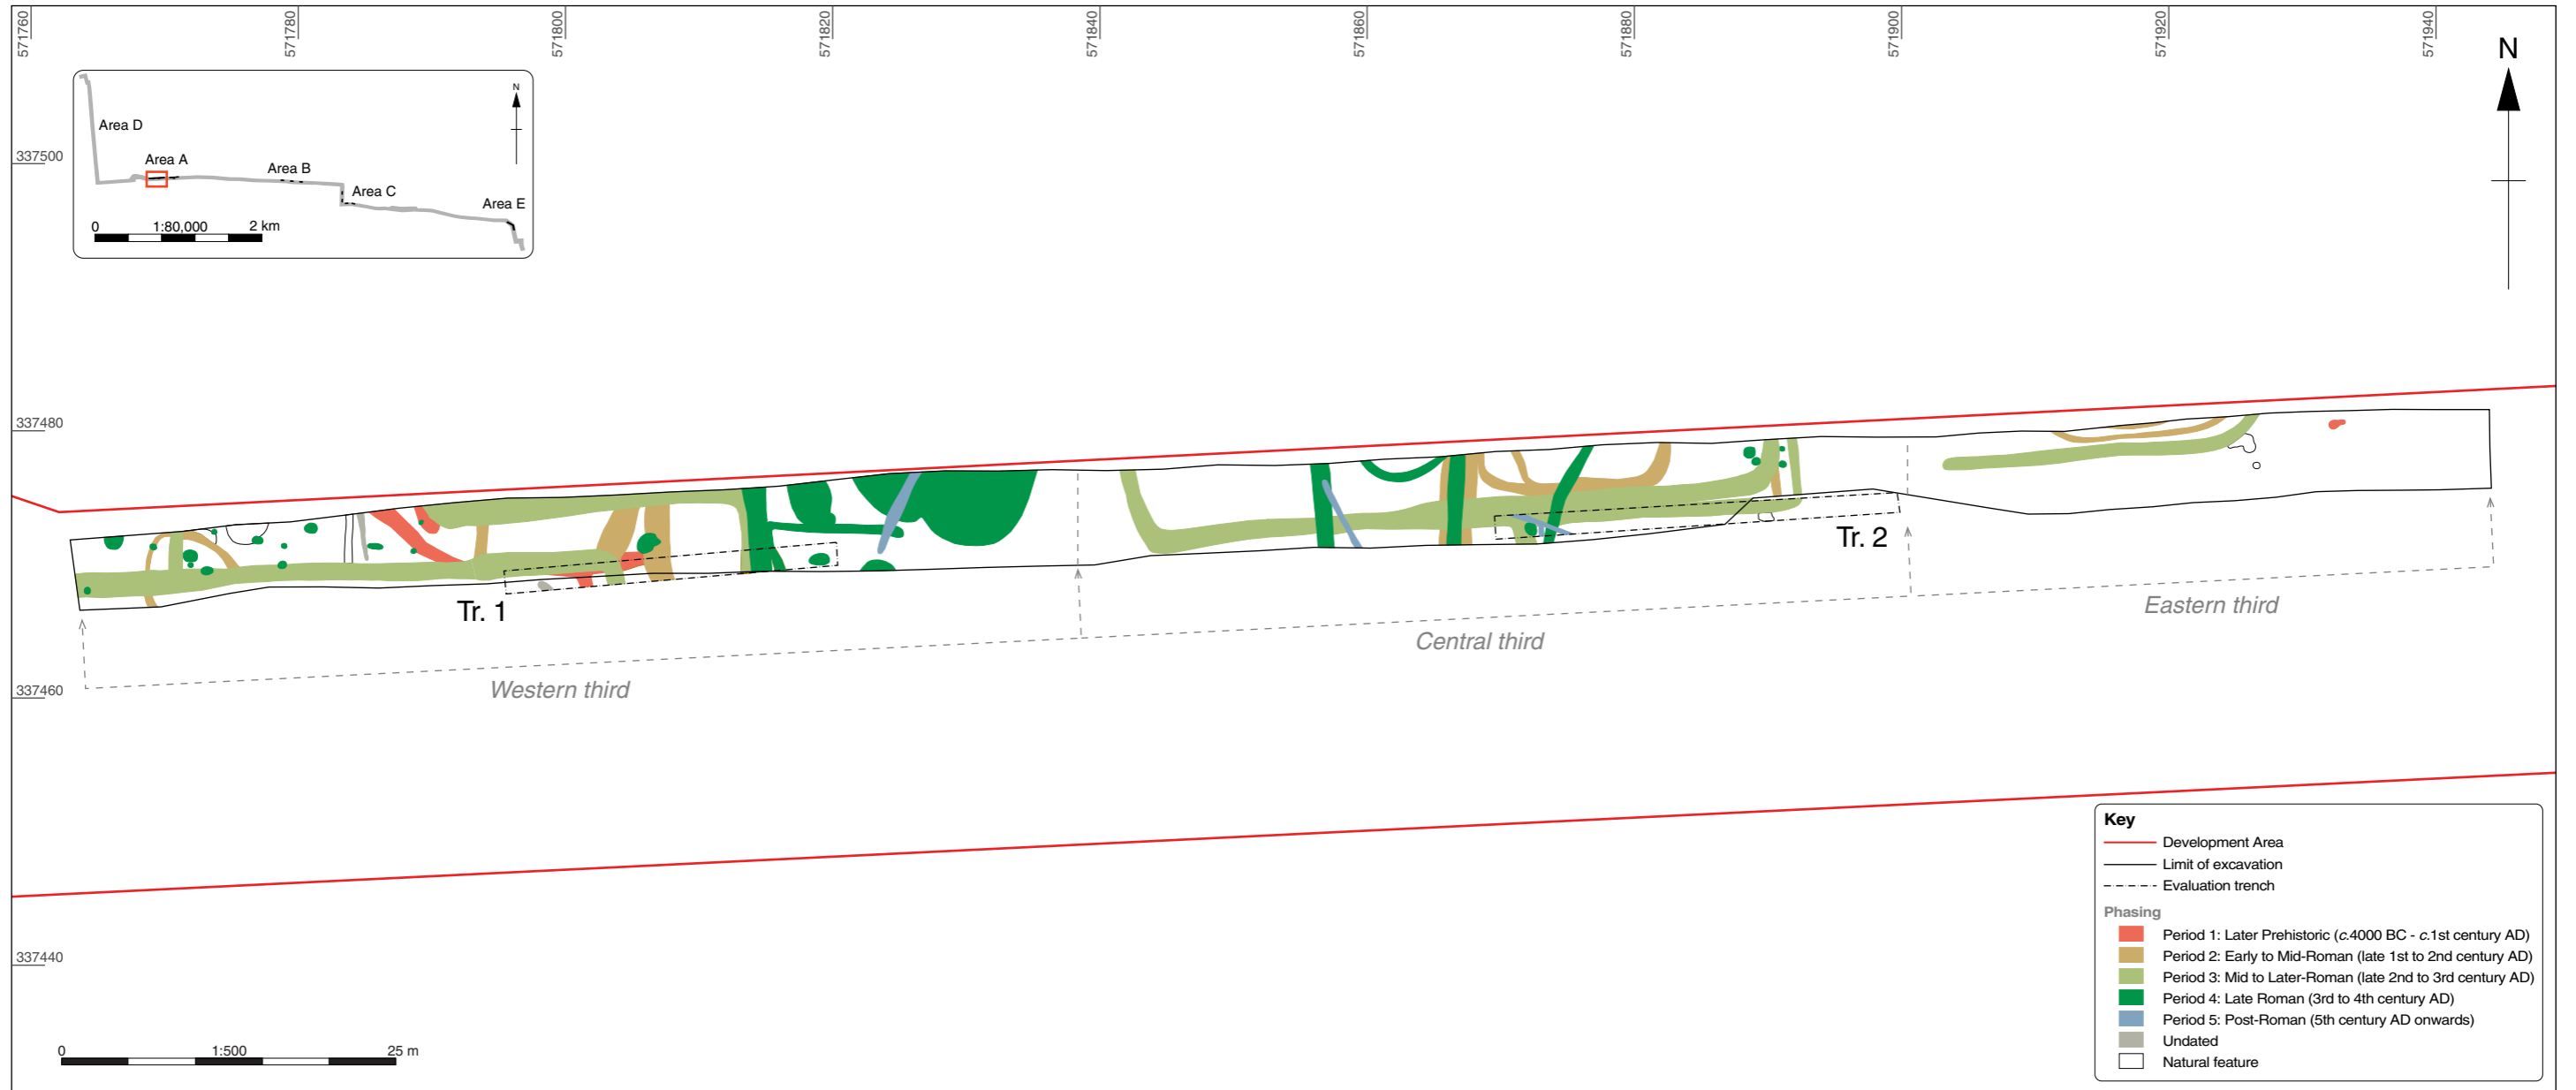 571760
571780
571800
571820
571840
571860
571880
571900
571920
571940
N
N
Area D
Area A
Area B
Area C
Area E
0 1:80,000 2 km
337500
337480
337460
337440
Tr. 1
Tr. 2
Western third
Central third
Eastern third
0 1:500 25 m
Key
Development Area
Limit of excavation
Evaluation trench
Phasing
Period 1: Later Prehistoric (c.4000 BC - c.1st century AD)
Period 2: Early to Mid-Roman (late 1st to 2nd century AD)
Period 3: Mid to Later-Roman (late 2nd to 3rd century AD)
Period 4: Late Roman (3rd to 4th century AD)
Period 5: Post-Roman (5th century AD onwards)
Undated
Natural feature